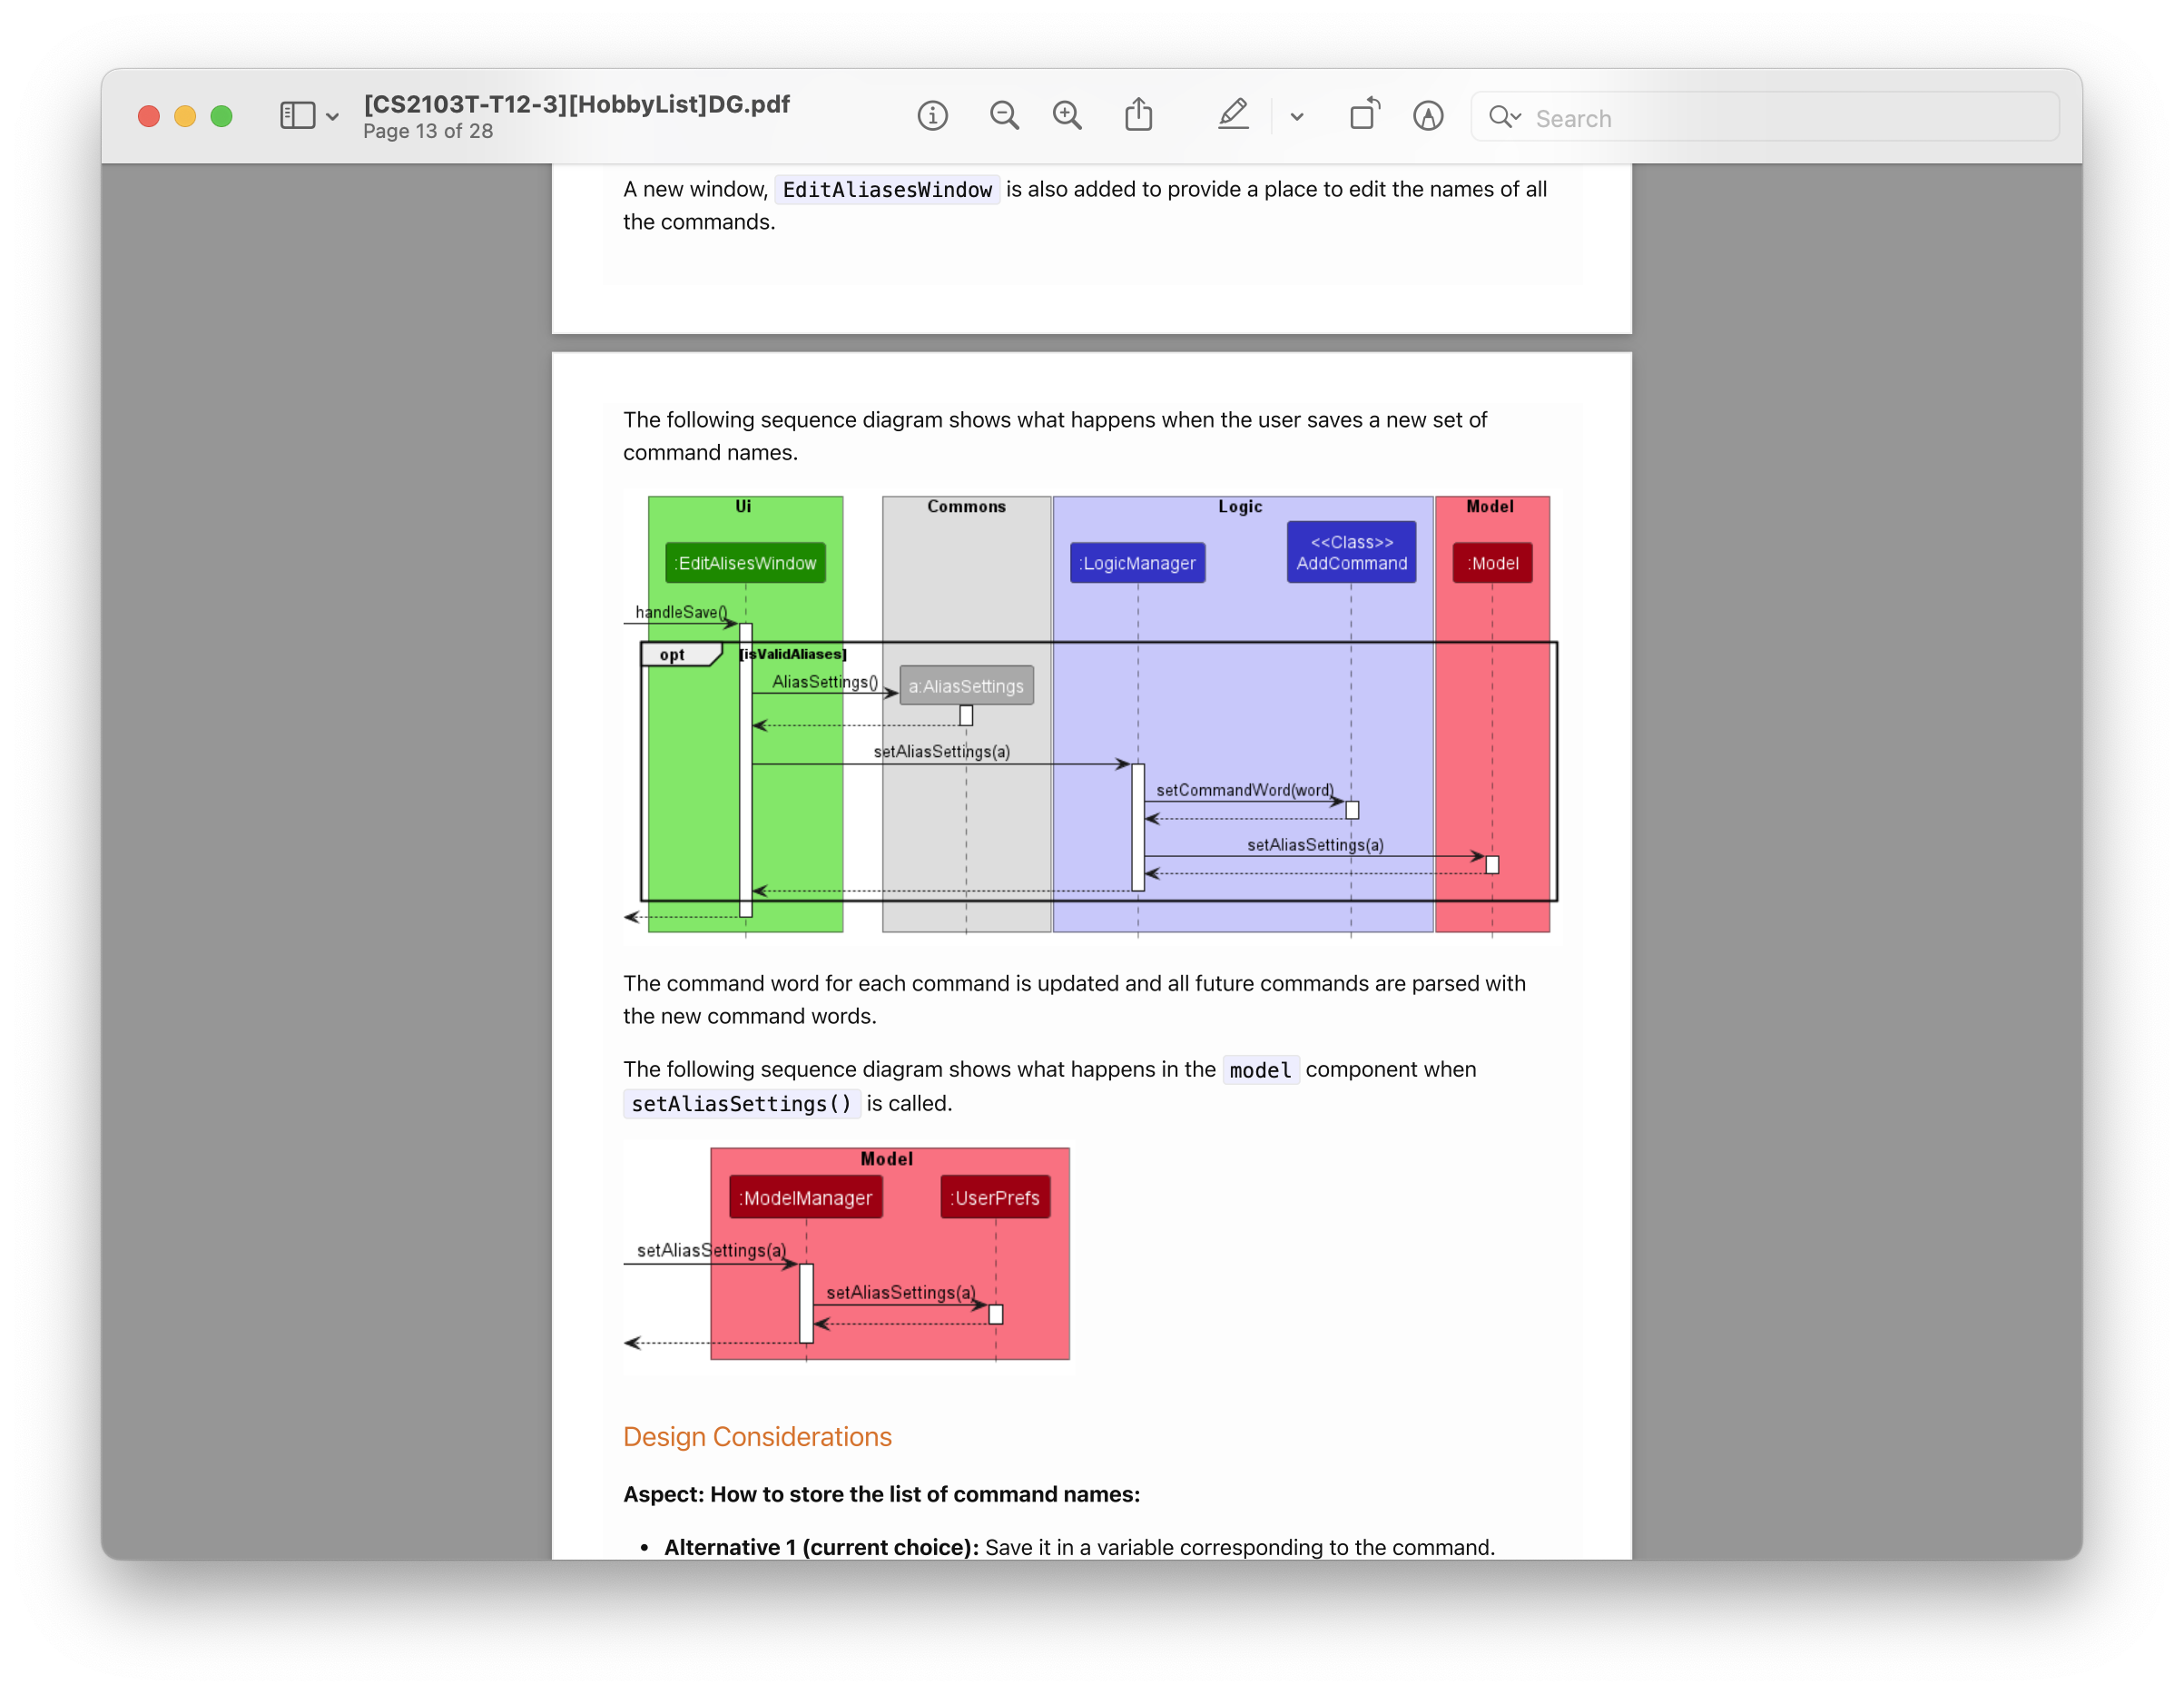 [CS2103T-T12-3][HobbyList]DG.pdf
Page 13 of 28
Search
A new window, EditAliasesWindow is also added to provide a place to edit the names of all
the commands.
The following sequence diagram shows what happens when the user saves a new set of
command names.
Ui
Commons
Logic
Model
:EditAlisesWindow
:LogicManager
<<Class>>
AddCommand
:Model
handleSave()
opt
[isValidAliases]
AliasSettings()
a:AliasSettings
setAliasSettings(a)
setCommandWord(word)
setAliasSettings(a)
The command word for each command is updated and all future commands are parsed with
the new command words.
The following sequence diagram shows what happens in the model component when
setAliasSettings() is called.
Model
:ModelManager
:UserPrefs
setAliasSettings(a)
setAliasSettings(a)
Design Considerations
Aspect: How to store the list of command names:
• Alternative 1 (current choice): Save it in a variable corresponding to the command.